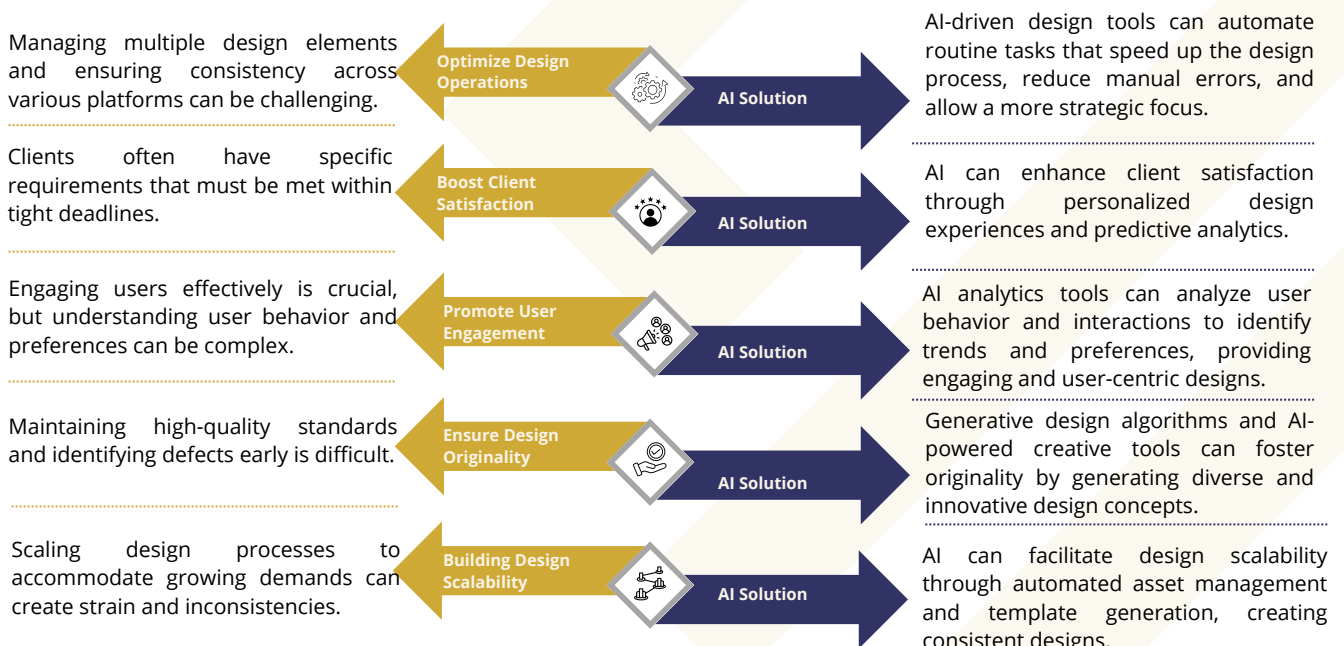 Managing multiple design elements
and ensuring consistency across
various platforms can be challenging.
Optimize Design
Operations
AI Solution
AI-driven design tools can automate
routine tasks that speed up the design
process, reduce manual errors, and
allow a more strategic focus.
Clients often have specific
requirements that must be met within
tight deadlines.
Boost Client
Satisfaction
AI Solution
AI can enhance client satisfaction
through personalized design
experiences and predictive analytics.
Engaging users effectively is crucial,
but understanding user behavior and
preferences can be complex.
Promote User
Engagement
AI Solution
AI analytics tools can analyze user
behavior and interactions to identify
trends and preferences, providing
engaging and user-centric designs.
Maintaining high-quality standards
and identifying defects early is difficult.
Ensure Design
Originality
AI Solution
Generative design algorithms and AI-
powered creative tools can foster
originality by generating diverse and
innovative design concepts.
Scaling design processes to
accommodate growing demands can
create strain and inconsistencies.
Building Design
Scalability
AI Solution
AI can facilitate design scalability
through automated asset management
and template generation, creating
consistent designs.